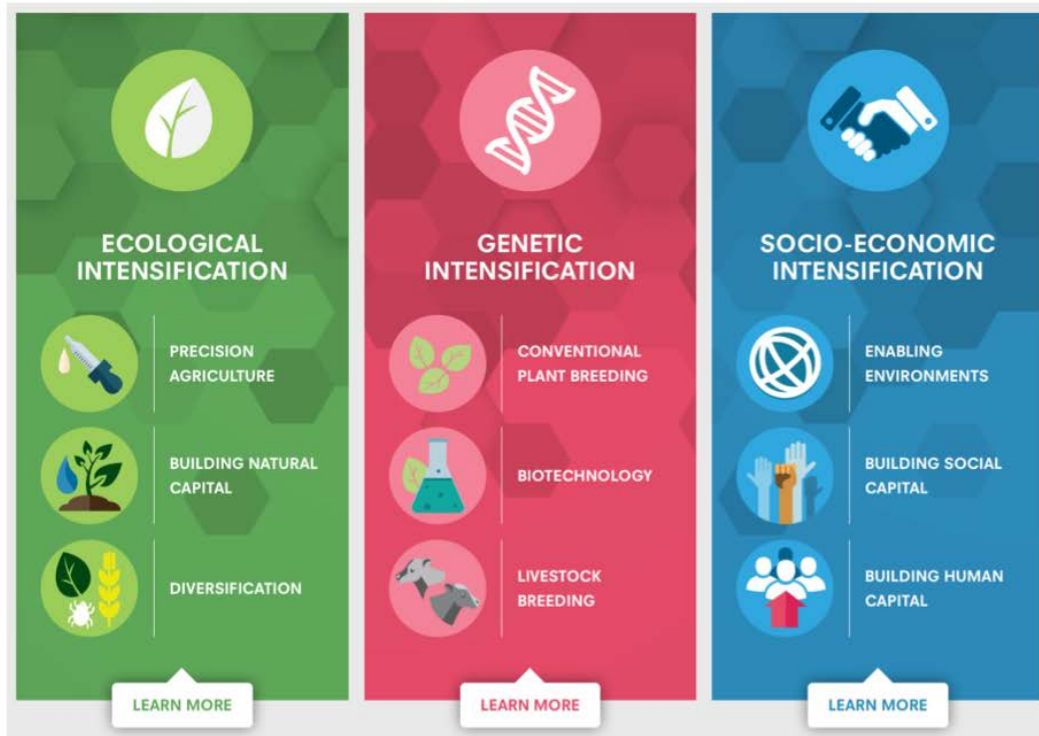 ECOLOGICAL
INTENSIFICATION
PRECISION
AGRICULTURE
BUILDING NATURAL
CAPITAL
DIVERSIFICATION
LEARN MORE
GENETIC
INTENSIFICATION
CONVENTIONAL
PLANT BREEDING
BIOTECHNOLOGY
LIVESTOCK
BREEDING
LEARN MORE
SOCIO-ECONOMIC
INTENSIFICATION
ENABLING
ENVIRONMENTS
BUILDING SOCIAL
CAPITAL
BUILDING HUMAN
CAPITAL
LEARN MORE